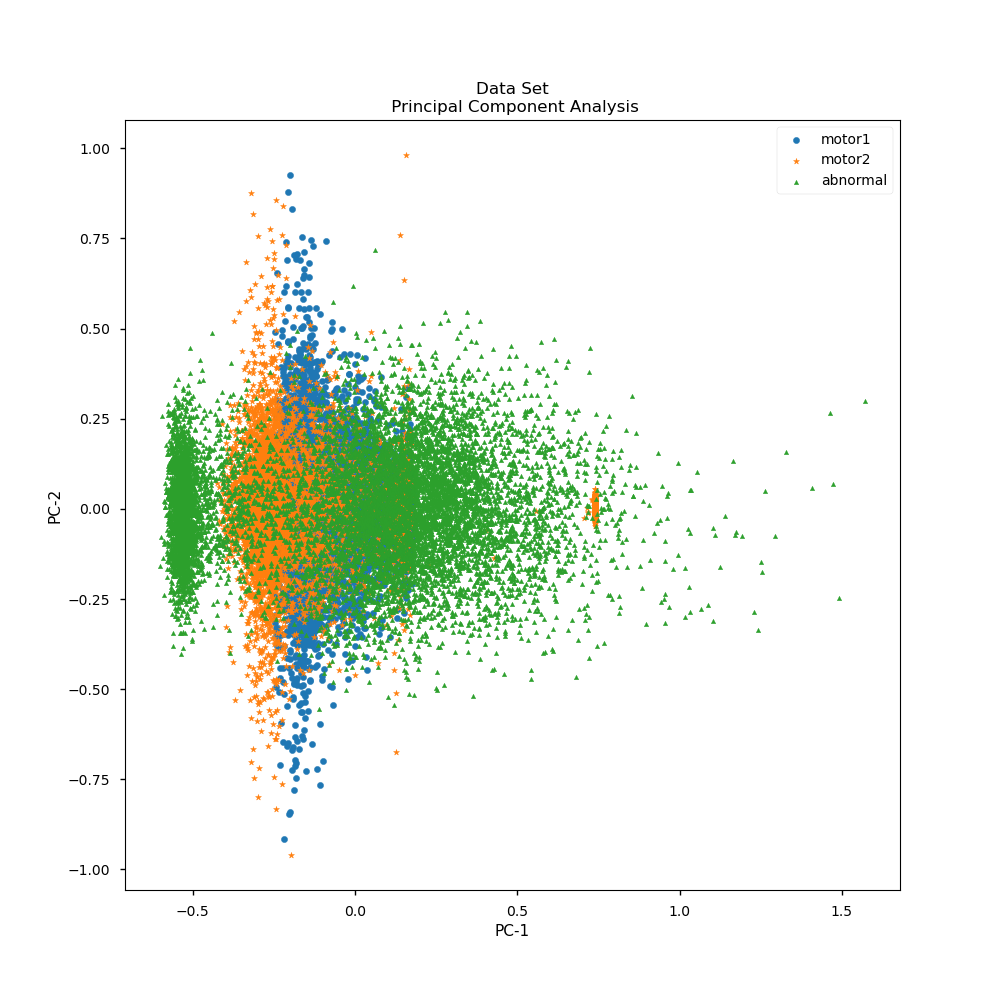 Data Set
Principal Component Analysis
motor1
motor2
abnormal
1.00
0.75
0.50
0.25
0.00
−0.25
−0.50
−0.75
−1.00
PC-2
−0.5
0.0
0.5
1.0
1.5
PC-1